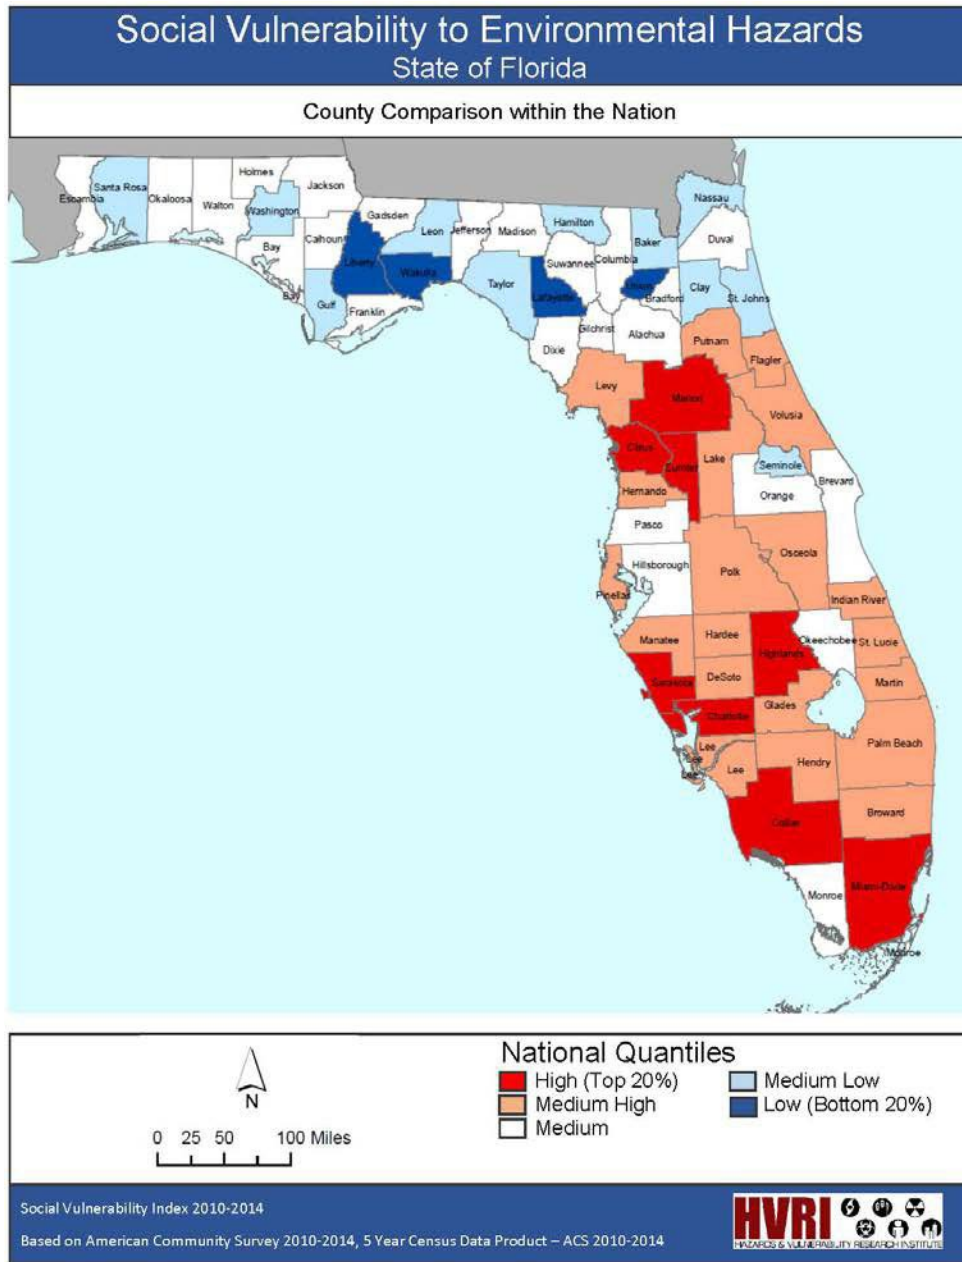 Social Vulnerability to Environmental Hazards
State of Florida
County Comparison within the Nation
Holmes
Jackson
Santa Rosa
Escambia
Okaloosa
Walton
Washington
Gadsden
Nassau
Hamilton
Leon
Jefferson
Madison
Calhoun
Baker
Duval
Bay
Suwannee
Columbia
Liberty
Wakulla
Taylor
Lafayette
Union
Clay
Bay
Gulf
Bradford
St. Johns
Franklin
Gilchrist
Alachua
Putnam
Dixie
Flagler
Levy
Marion
Volusia
Citrus
Lake
Sumter
Seminole
Brevard
Hernando
Orange
Pasco
Osceola
Hillsborough
Polk
Pinellas
Indian River
Manatee
Hardee
Okeechobee
St. Lucie
Highlands
Sarasota
DeSoto
Martin
Glades
Charlotte
Palm Beach
Lee
Lee
Hendry
Lee
Lee
Broward
Collier
Miami-Dade
Monroe
Monroe
N
0 25 50 100 Miles
National Quantiles
High (Top 20%)
Medium Low
Medium High
Low (Bottom 20%)
Medium
Social Vulnerability Index 2010-2014
Based on American Community Survey 2010-2014, 5 Year Census Data Product – ACS 2010-2014
HVRI
HAZARDS & VULNERABILITY RESEARCH INSTITUTE